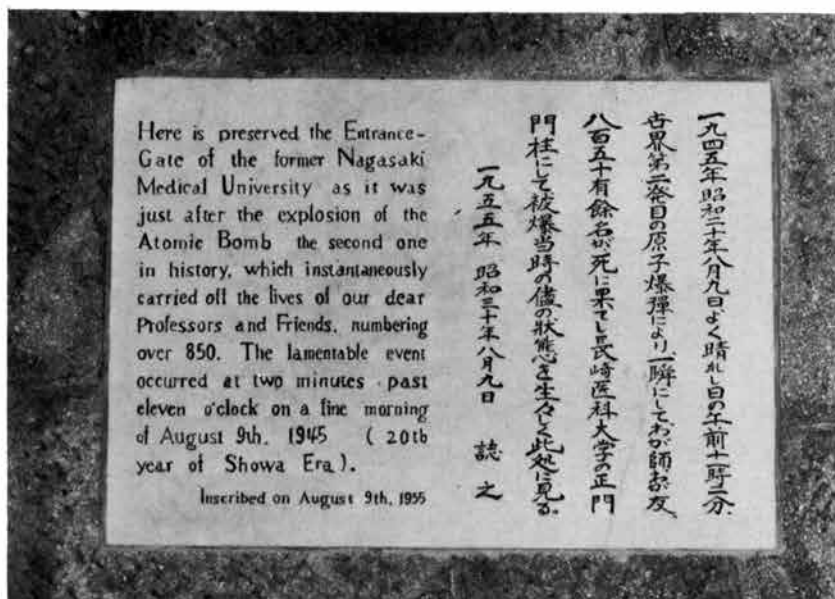 Here is preserved the Entrance-
Gate of the former Nagasaki
Medical University as it was
just after the explosion of the
Atomic Bomb the second one
in history, which instantaneously
carried off the lives of our dear
Professors and Friends, numbering
over 850. The lamentable event
occurred at two minutes past
eleven o'clock on a fine morning
of August 9th, 1945 ( 20th
year of Showa Era ).
Inscribed on August 9th, 1955
一九四五年昭和二十年八月九日よく晴れし日の午前十一時二分、
世界第二発目の原子爆彈により、一瞬にしてわが師わが友、
八百五十有餘名が死に果てし長崎医科大学の正門
門柱にして被爆当時の儘の狀態を生々しく此処に見る。
一九五五年 昭和三十年八月九日 誌之